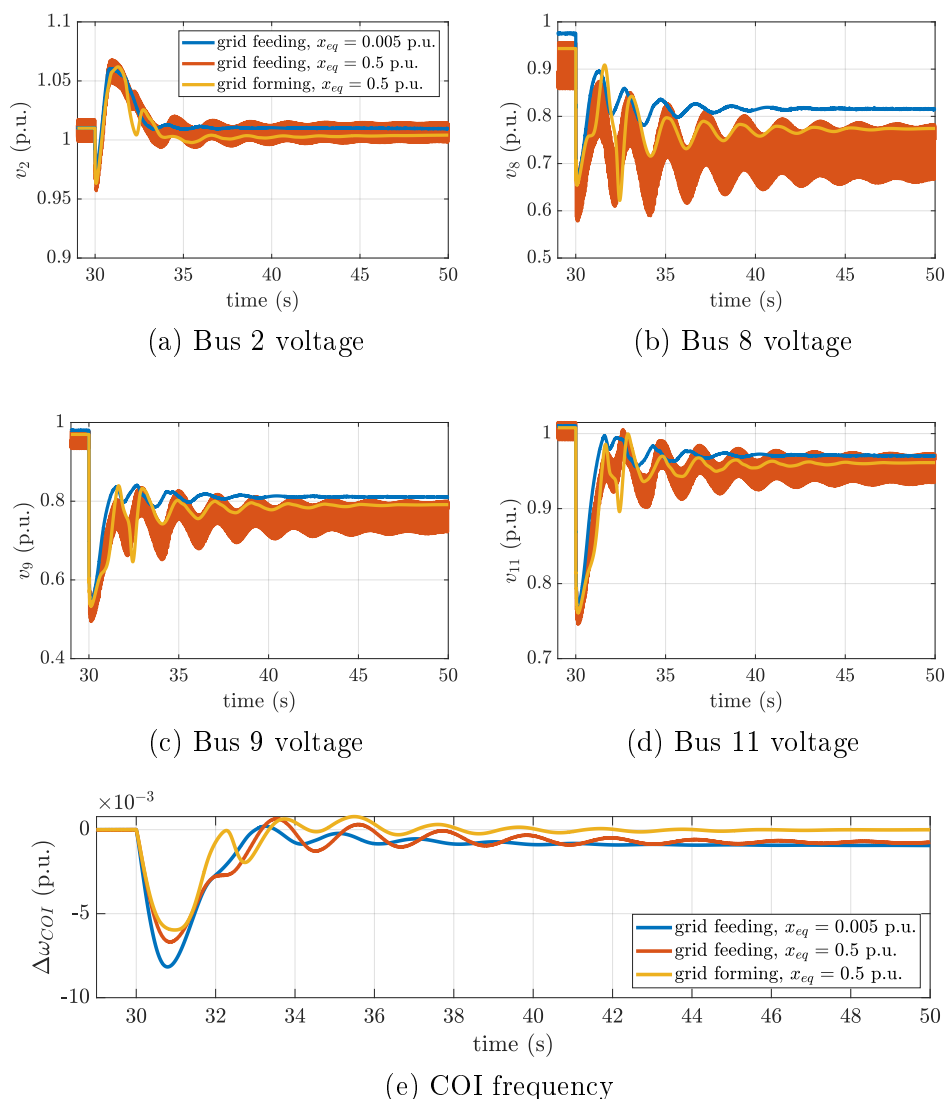 1.1
1.05
1
0.95
0.9
v₂ (p.u.)
grid feeding, x_eq = 0.005 p.u.
grid feeding, x_eq = 0.5 p.u.
grid forming, x_eq = 0.5 p.u.
30 35 40 45 50
time (s)
(a) Bus 2 voltage
1
0.9
0.8
0.7
0.6
0.5
v₈ (p.u.)
30 35 40 45 50
time (s)
(b) Bus 8 voltage
1
0.8
0.6
0.4
v₉ (p.u.)
30 35 40 45 50
time (s)
(c) Bus 9 voltage
1
0.9
0.8
0.7
v₁₁ (p.u.)
30 35 40 45 50
time (s)
(d) Bus 11 voltage
×10⁻³
0
-5
-10
Δω_COI (p.u.)
grid feeding, x_eq = 0.005 p.u.
grid feeding, x_eq = 0.5 p.u.
grid forming, x_eq = 0.5 p.u.
30 32 34 36 38 40 42 44 46 48 50
time (s)
(e) COI frequency